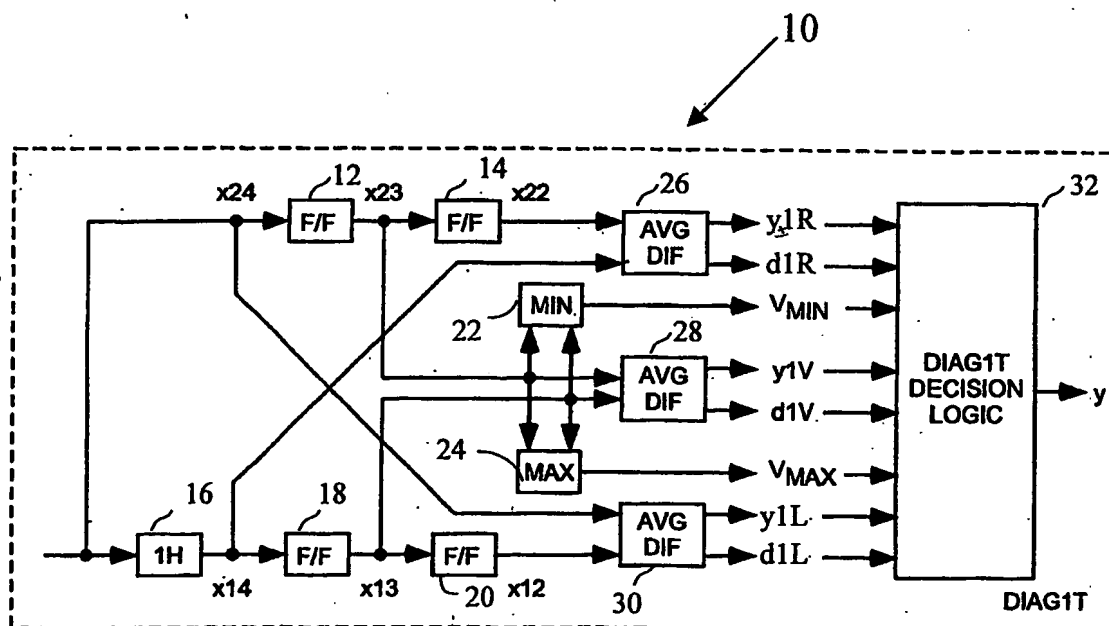 10
x24 12 x23 14 x22 26 32
F/F F/F AVG DIF y1R
d1R
22 MIN VMIN
28
AVG DIF y1V
d1V
DIAG1T DECISION LOGIC y
24 MAX VMAX
16 18
1H F/F F/F AVG DIF y1L
d1L
x14 x13 20 x12 30
DIAG1T